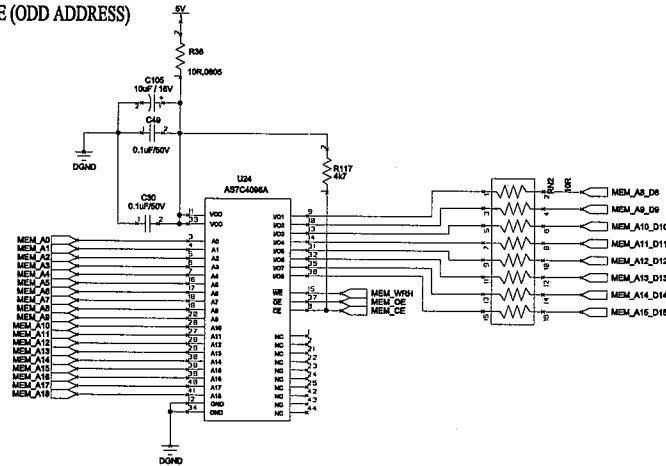 E (ODD ADDRESS)
5V
R36
10R,0805
C105
10uF / 16V
C49
0.1uF/50V
DGND
C30
0.1uF/50V
R117
4k7
U24
AS7C4096A
VCC
VCC
A0
A1
A2
A3
A4
A5
A6
A7
A8
A9
A10
A11
A12
A13
A14
A15
A16
A17
A18
GND
GND
I/O1
I/O2
I/O3
I/O4
I/O5
I/O6
I/O7
I/O8
WE
OE
CE
NC
NC
NC
NC
NC
NC
NC
NC
NC
MEM_A0
MEM_A1
MEM_A2
MEM_A3
MEM_A4
MEM_A5
MEM_A6
MEM_A7
MEM_A8
MEM_A9
MEM_A10
MEM_A11
MEM_A12
MEM_A13
MEM_A14
MEM_A15
MEM_A16
MEM_A17
MEM_A18
MEM_WRH
MEM_OE
MEM_CE
RN2
10R
MEM_A8_D8
MEM_A9_D9
MEM_A10_D10
MEM_A11_D11
MEM_A12_D12
MEM_A13_D13
MEM_A14_D14
MEM_A15_D15
DGND